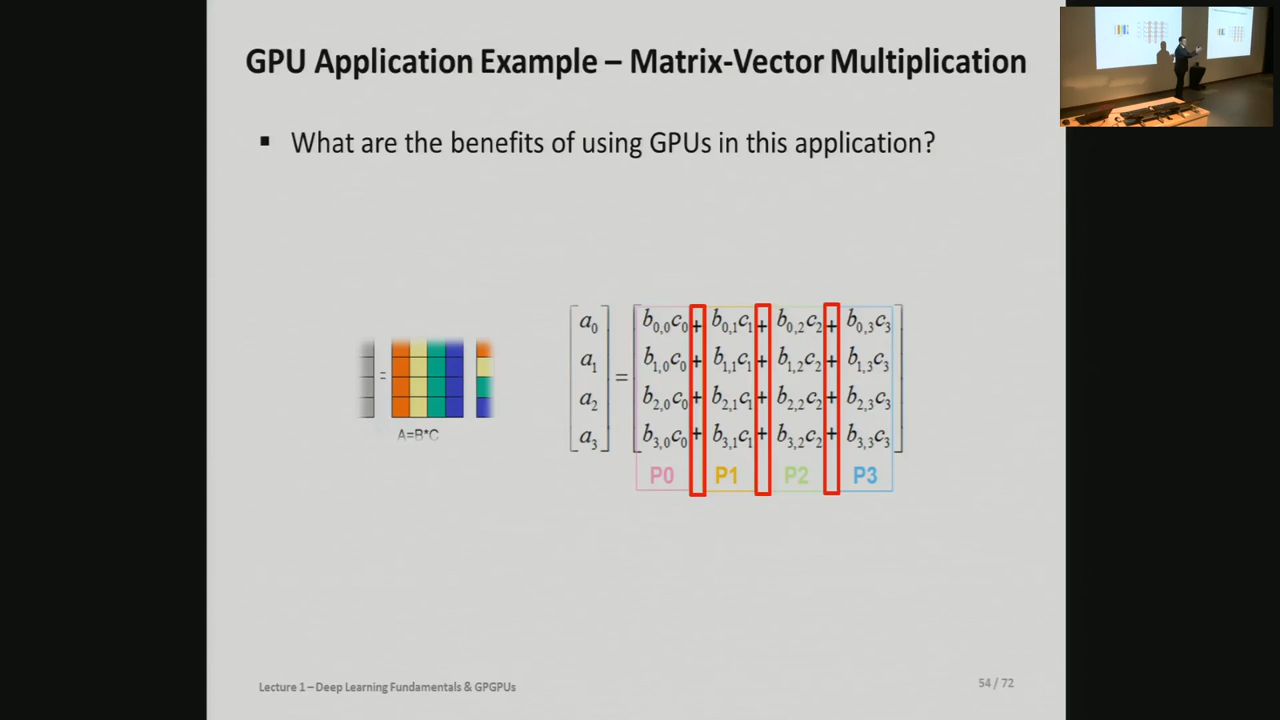 GPU Application Example – Matrix-Vector Multiplication
▪ What are the benefits of using GPUs in this application?
=
A=B*C
a₀ b₀,₀c₀ + b₀,₁c₁ + b₀,₂c₂ + b₀,₃c₃
a₁ = b₁,₀c₀ + b₁,₁c₁ + b₁,₂c₂ + b₁,₃c₃
a₂ b₂,₀c₀ + b₂,₁c₁ + b₂,₂c₂ + b₂,₃c₃
a₃ b₃,₀c₀ + b₃,₁c₁ + b₃,₂c₂ + b₃,₃c₃
P0 P1 P2 P3
Lecture 1 – Deep Learning Fundamentals & GPGPUs
54 / 72